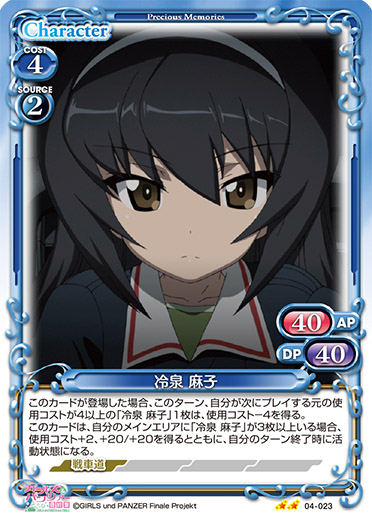 Precious Memories
Character
COST
4
SOURCE
2
40 AP
DP 40
冷泉 麻子
このカードが登場した場合、このターン、自分が次にプレイする元の使
用コストが4以上の「冷泉 麻子」1枚は、使用コスト−4を得る。
このカードは、自分のメインエリアに「冷泉 麻子」が3枚以上いる場合、
使用コスト+2、+20/+20を得るとともに、自分のターン終了時に活
動状態になる。
戦車道
©GIRLS und PANZER Finale Projekt
04-023